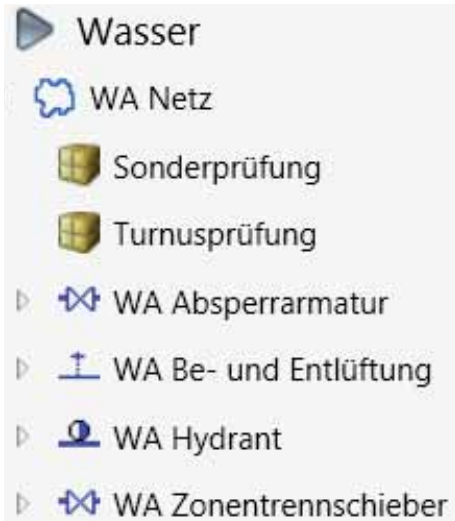 Wasser
WA Netz
Sonderprüfung
Turnusprüfung
WA Absperrarmatur
WA Be- und Entlüftung
WA Hydrant
WA Zonentrennschieber